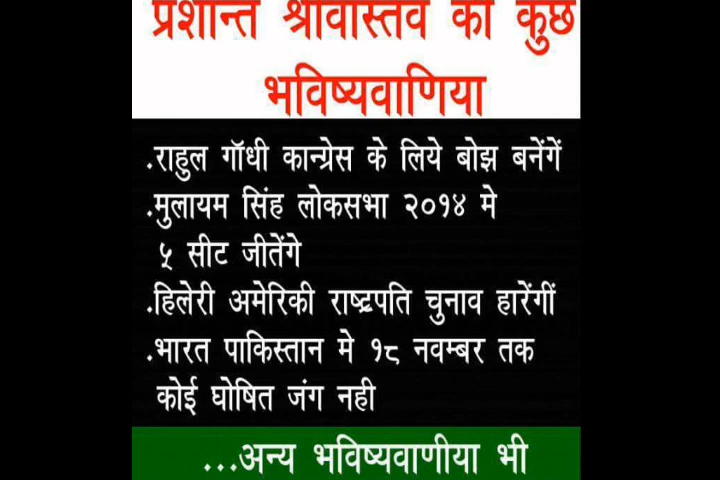 प्रशान्त श्रीवास्तव की कुछ
भविष्यवाणिया
.राहुल गॉधी कान्ग्रेस के लिये बोझ बनेंगें
.मुलायम सिंह लोकसभा २०१४ मे
५ सीट जीतेंगे
.हिलेरी अमेरिकी राष्ट्रपति चुनाव हारेंगीं
.भारत पाकिस्तान मे १८ नवम्बर तक
कोई घोषित जंग नही
...अन्य भविष्यवाणीया भी